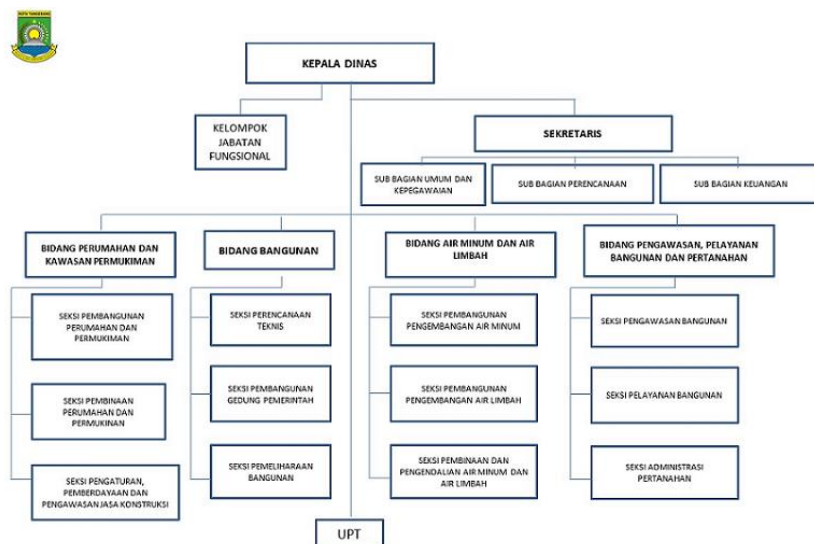 KOTA TANGERANG
KEPALA DINAS
KELOMPOK
JABATAN
FUNGSIONAL
SEKRETARIS
SUB BAGIAN UMUM DAN
KEPEGAWAIAN
SUB BAGIAN PERENCANAAN
SUB BAGIAN KEUANGAN
BIDANG PERUMAHAN DAN
KAWASAN PERMUKIMAN
BIDANG BANGUNAN
BIDANG AIR MINUM DAN AIR
LIMBAH
BIDANG PENGAWASAN, PELAYANAN
BANGUNAN DAN PERTANAHAN
SEKSI PEMBANGUNAN
PERUMAHAN DAN
PERMUKIMAN
SEKSI PERENCANAAN
TEKNIS
SEKSI PEMBANGUNAN
PENGEMBANGAN AIR MINUM
SEKSI PENGAWASAN BANGUNAN
SEKSI PEMBINAAN
PERUMAHAN DAN
PERMUKINAN
SEKSI PEMBANGUNAN
GEDUNG PEMERINTAH
SEKSI PEMBANGUNAN
PENGEMBANGAN AIR LIMBAH
SEKSI PELAYANAN BANGUNAN
SEKSI PENGATURAN,
PEMBERDAYAAN DAN
PENGAWASAN JASA KONSTRUKSI
SEKSI PEMELIHARAAN
BANGUNAN
SEKSI PEMBINAAN DAN
PENGENDALIAN AIR MINUM DAN
AIR LIMBAH
SEKSI ADMINISTRASI
PERTANAHAN
UPT